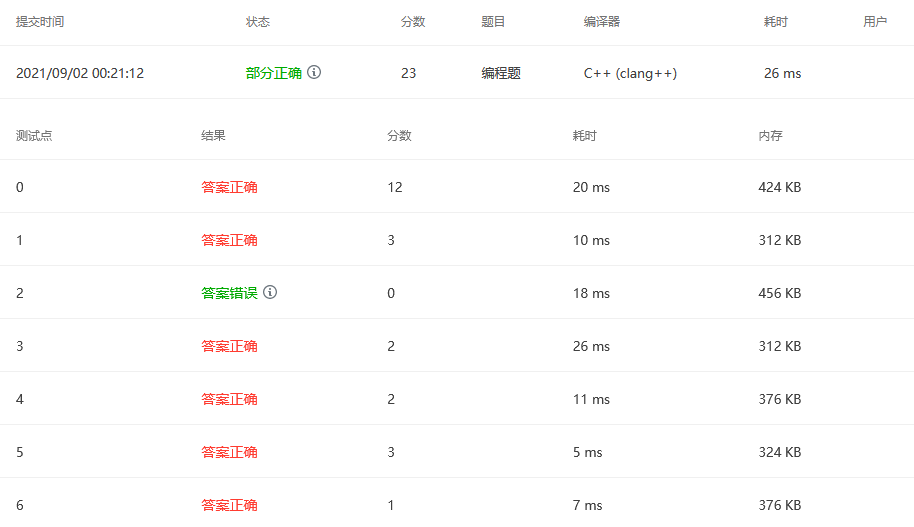 提交时间 状态 分数 题目 编译器 耗时 用户
2021/09/02 00:21:12 部分正确 23 编程题 C++ (clang++) 26 ms
测试点 结果 分数 耗时 内存
0 答案正确 12 20 ms 424 KB
1 答案正确 3 10 ms 312 KB
2 答案错误 0 18 ms 456 KB
3 答案正确 2 26 ms 312 KB
4 答案正确 2 11 ms 376 KB
5 答案正确 3 5 ms 324 KB
6 答案正确 1 7 ms 376 KB